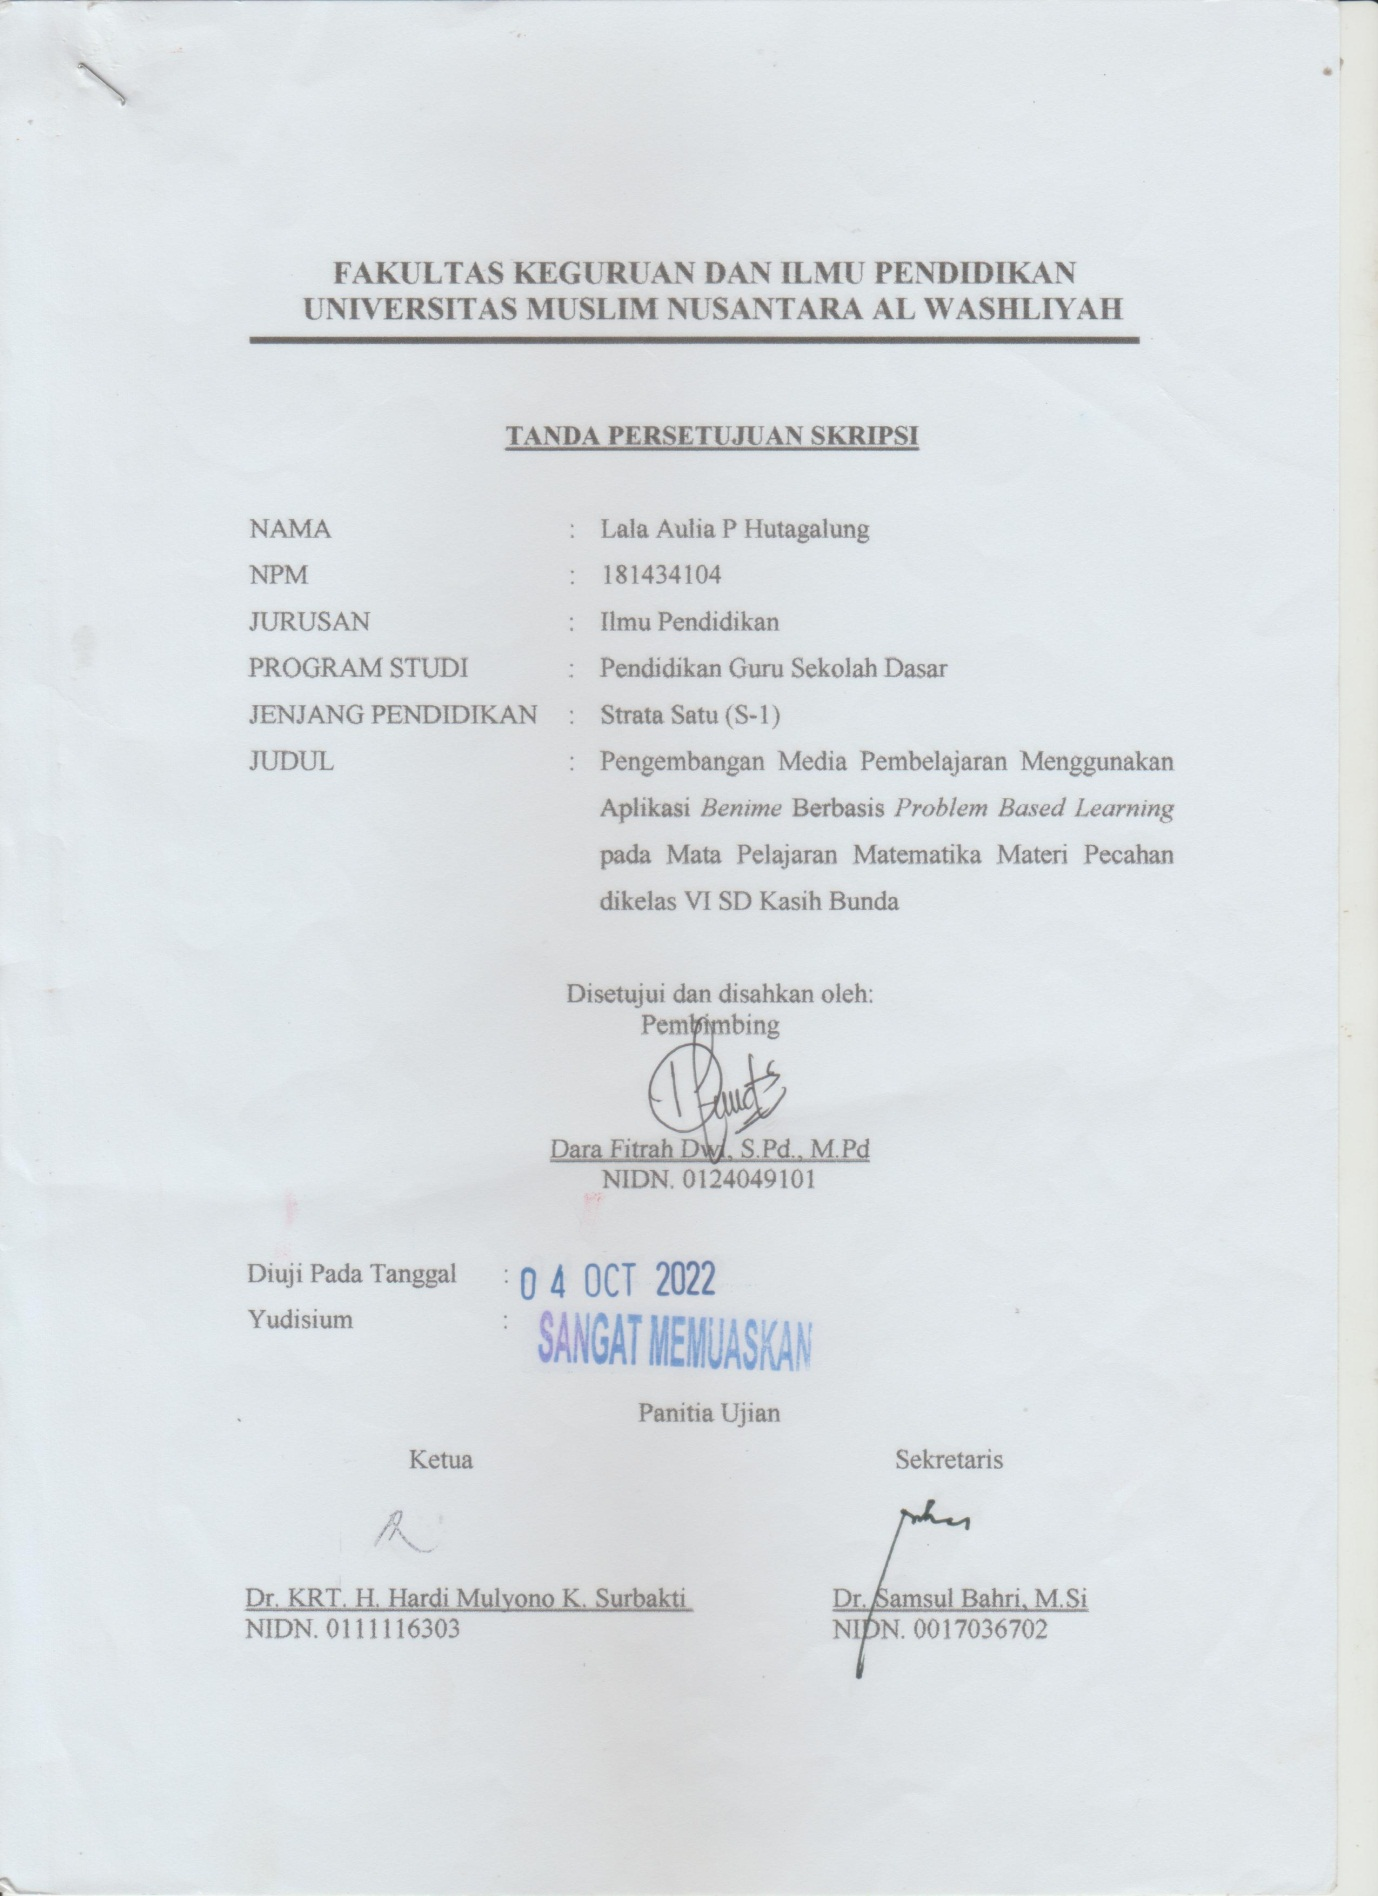 FAKULTAS KEGURUAN DAN ILMU PENDIDIKAN
UNIVERSITAS MUSLIM NUSANTARA AL WASHLIYAH
TANDA PERSETUJUAN SKRIPSI
NAMA : Lala Aulia P Hutagalung
NPM : 181434104
JURUSAN : Ilmu Pendidikan
PROGRAM STUDI : Pendidikan Guru Sekolah Dasar
JENJANG PENDIDIKAN : Strata Satu (S-1)
JUDUL : Pengembangan Media Pembelajaran Menggunakan
Aplikasi Benime Berbasis Problem Based Learning
pada Mata Pelajaran Matematika Materi Pecahan
dikelas VI SD Kasih Bunda
Disetujui dan disahkan oleh:
Pembimbing
Dara Fitrah Dwi, S.Pd., M.Pd
NIDN. 0124049101
Diuji Pada Tanggal : 04 OCT 2022
Yudisium : SANGAT MEMUASKAN
Panitia Ujian
Ketua Sekretaris
Dr. KRT. H. Hardi Mulyono K. Surbakti Dr. Samsul Bahri, M.Si
NIDN. 0111116303 NIDN. 0017036702